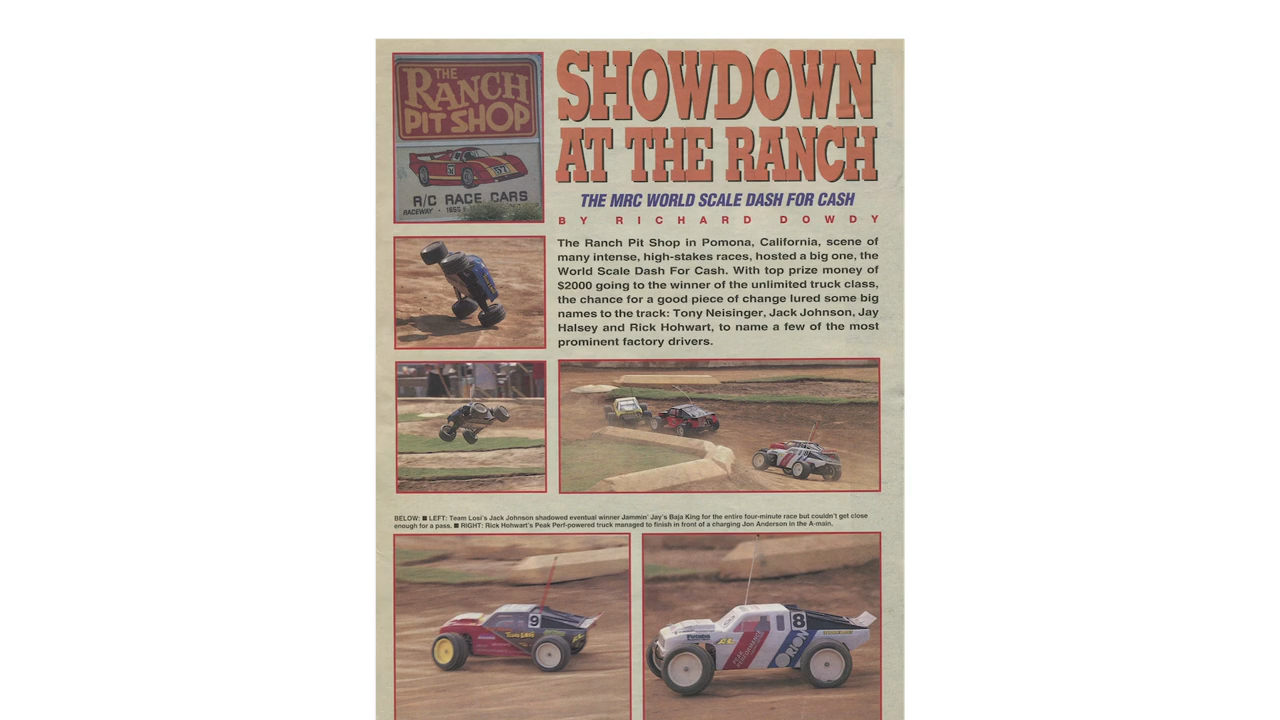 THE
RANCH
PIT SHOP
R/C RACE CARS
RACEWAY • 1655 E
SHOWDOWN
AT THE RANCH
THE MRC WORLD SCALE DASH FOR CASH
BY RICHARD DOWDY
The Ranch Pit Shop in Pomona, California, scene of
many intense, high-stakes races, hosted a big one, the
World Scale Dash For Cash. With top prize money of
$2000 going to the winner of the unlimited truck class,
the chance for a good piece of change lured some big
names to the track: Tony Neisinger, Jack Johnson, Jay
Halsey and Rick Hohwart, to name a few of the most
prominent factory drivers.
BELOW: ■ LEFT: Team Losi's Jack Johnson shadowed eventual winner Jammin' Jay's Baja King for the entire four-minute race but couldn't get close
enough for a pass. ■ RIGHT: Rick Hohwart's Peak Perf-powered truck managed to finish in front of a charging Jon Anderson in the A-main.
9
TEAM LOSI
8
Futaba
PEAK PERFORMANCE
ORION